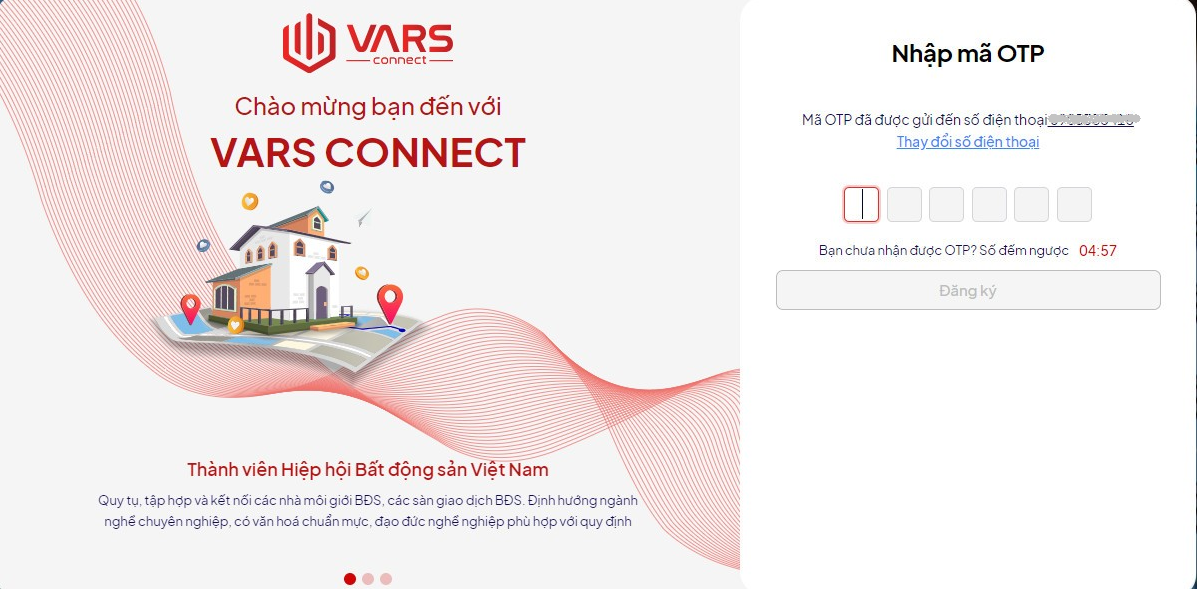 VARS
connect
Chào mừng bạn đến với
VARS CONNECT
Thành viên Hiệp hội Bất động sản Việt Nam
Quy tụ, tập hợp và kết nối các nhà môi giới BĐS, các sàn giao dịch BĐS. Định hướng ngành
nghề chuyên nghiệp, có văn hoá chuẩn mực, đạo đức nghề nghiệp phù hợp với quy định
Nhập mã OTP
Mã OTP đã được gửi đến số điện thoại
Thay đổi số điện thoại
Bạn chưa nhận được OTP? Số đếm ngược 04:57
Đăng ký